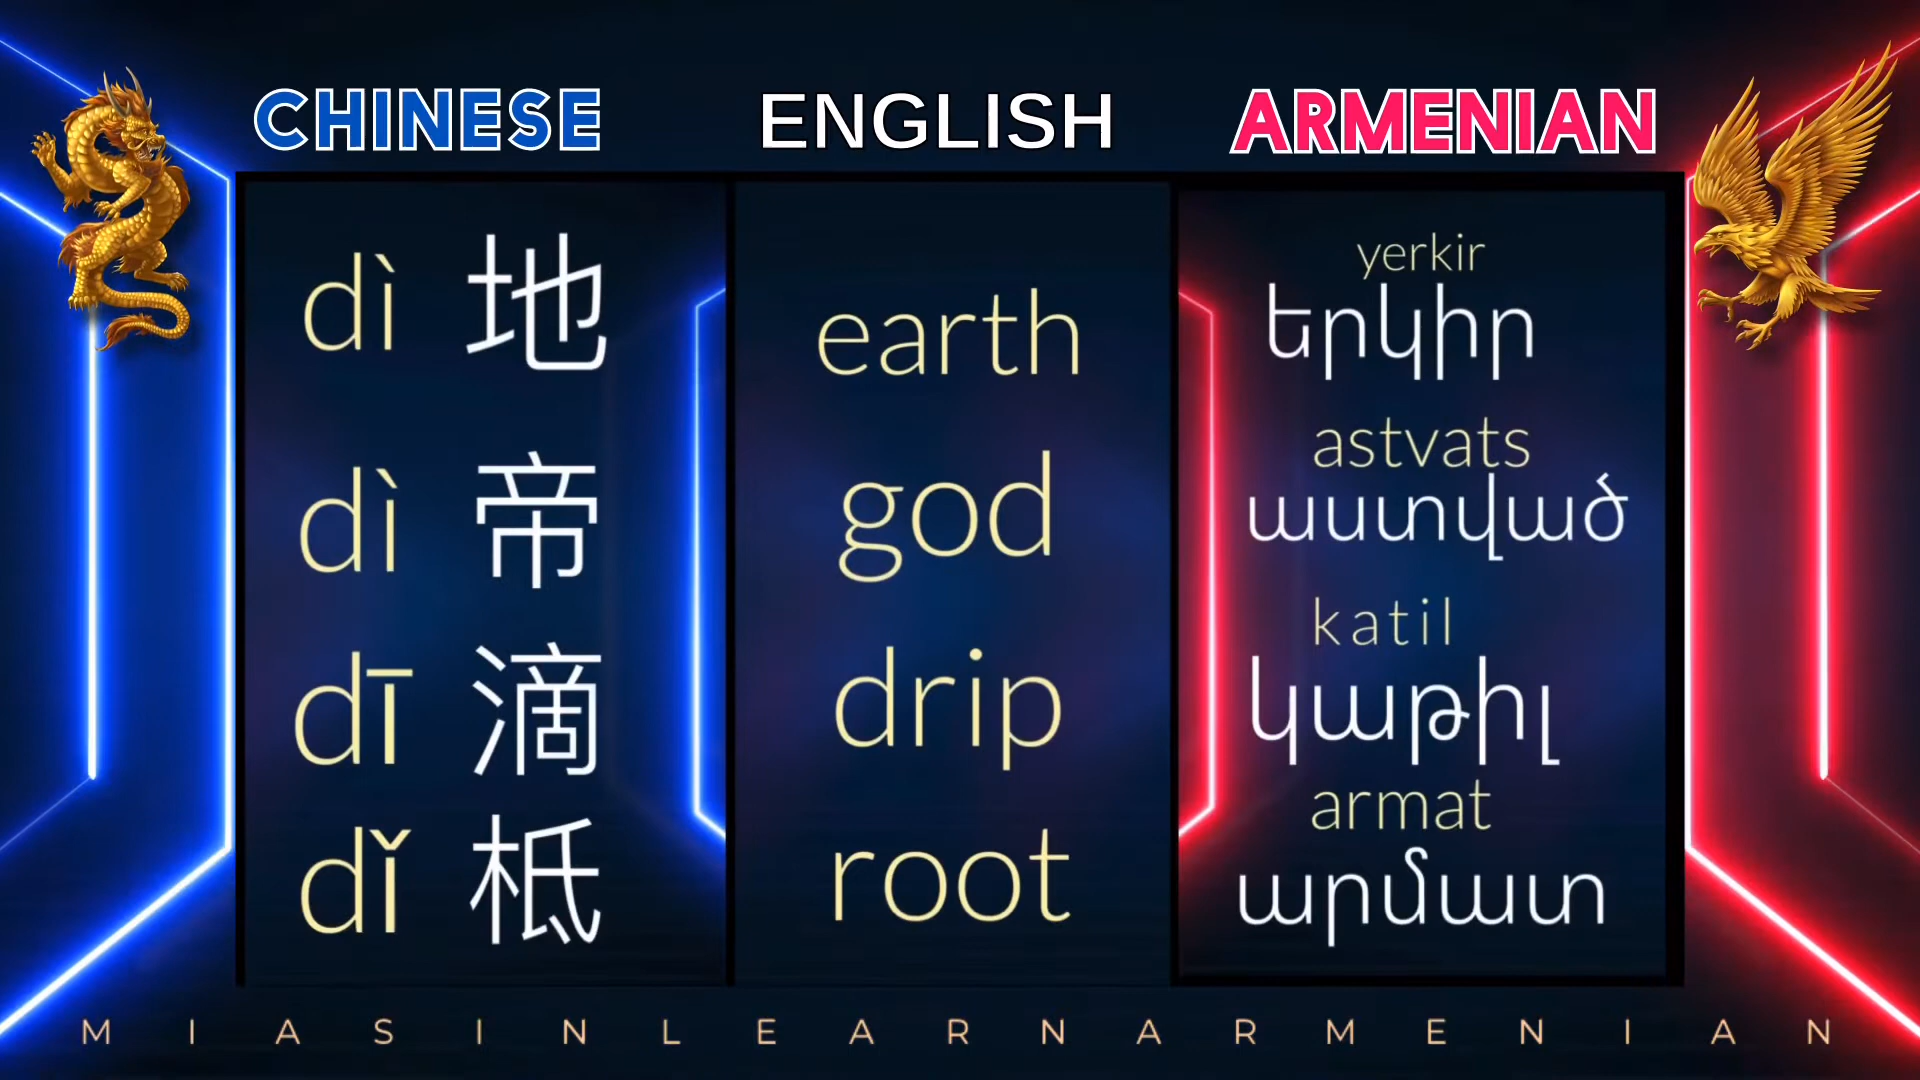 CHINESE ENGLISH ARMENIAN
dì 地 earth yerkir երկիր
dì 帝 god astvats աստված
dī 滴 drip katil կաթիլ
dǐ 柢 root armat արմատ
MIASINLEARNARMENIAN